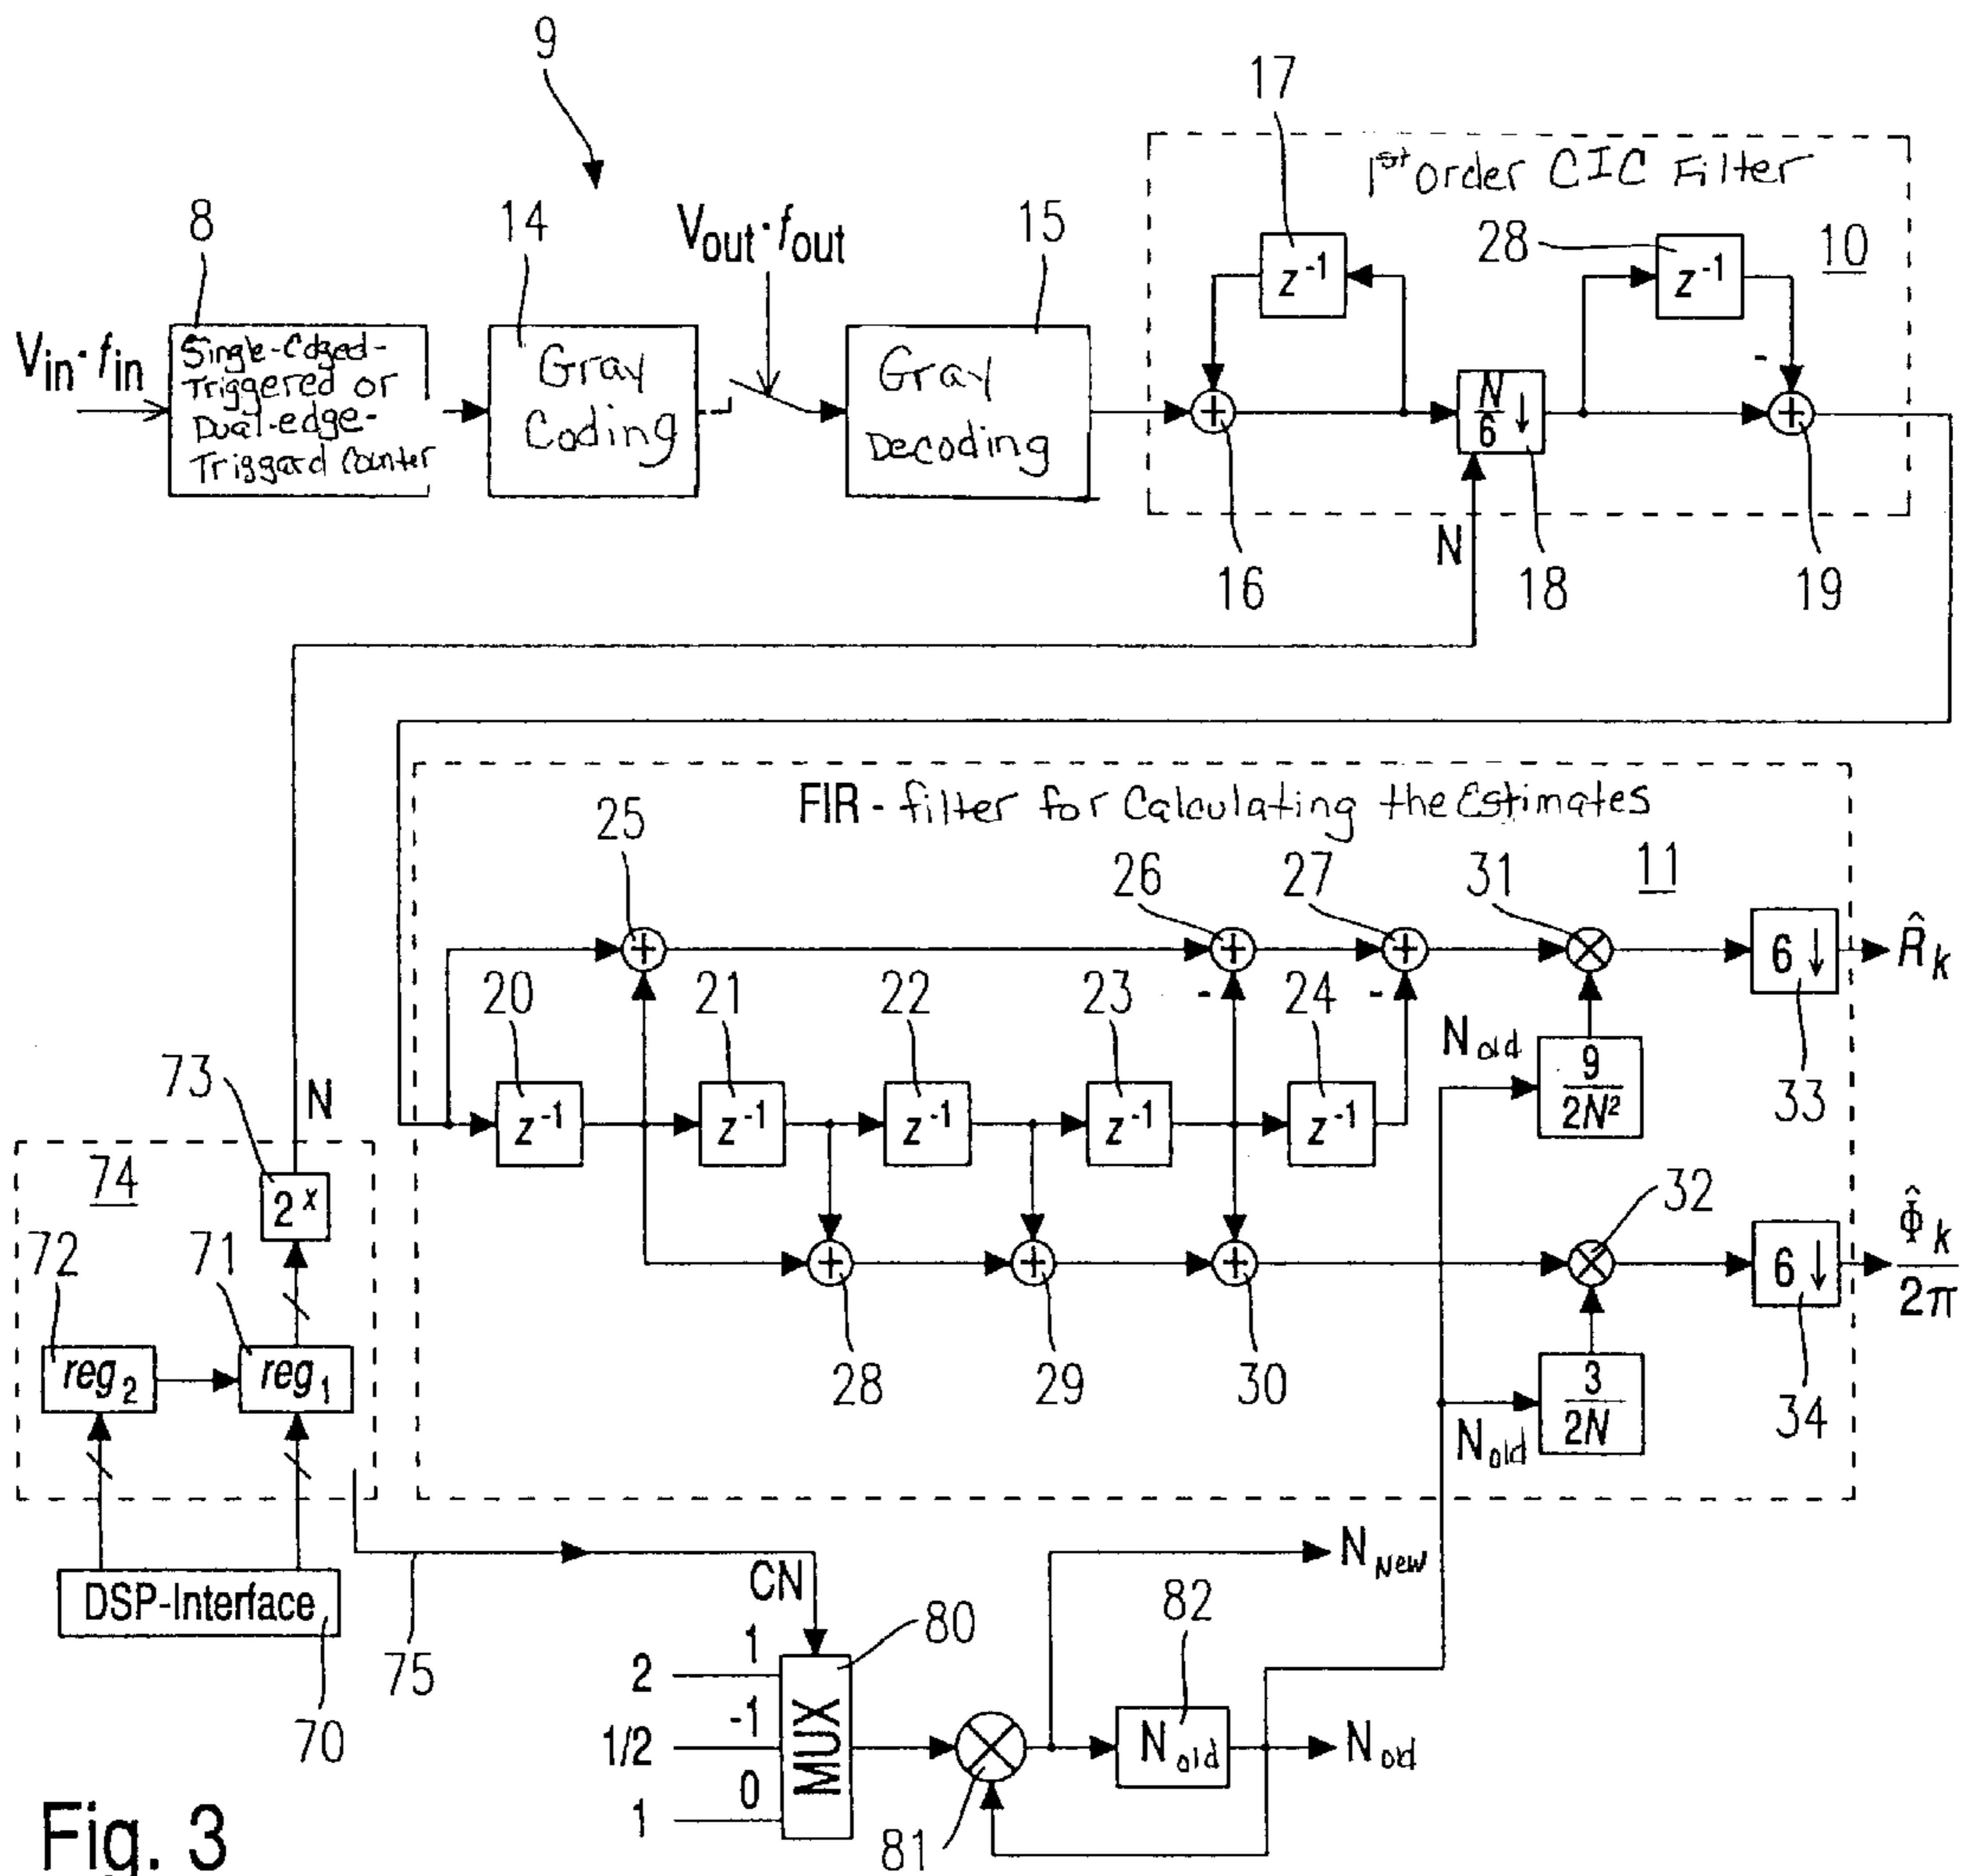 9
17
1st Order CIC Filter
8
14
Vout·fout
15
28
10
z-1
z-1
Vin·fin
Single-Edged-
Triggered or
Dual-edge-
Triggard Counter
Gray
Coding
Gray
Decoding
-
+
N/6 ↓
+
N
16
18
19
FIR - filter for Calculating the Estimates
25
26
27
31
11
+
+
+
×
6 ↓
R̂k
20
21
22
23
-
24
-
Nold
9/2N²
33
73
N
z-1
z-1
z-1
z-1
z-1
74
2x
32
72
71
+
+
+
×
6 ↓
Φ̂k/2π
reg2
reg1
28
29
30
3/2N
34
Nold
DSP-Interface
CN
NNew
75
70
2
1
80
82
1/2
-1
MUX
×
Nold
Nold
1
0
81
Fig. 3